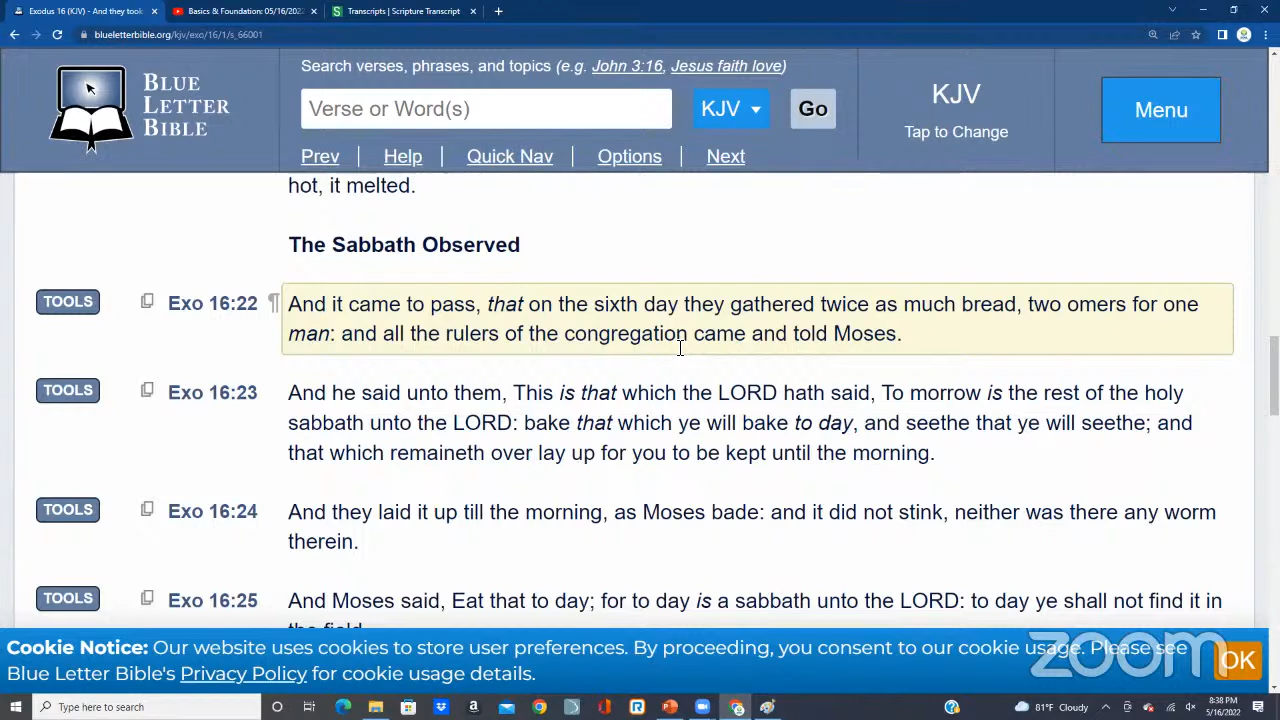 Exodus 16 (KJV) - And they took
Basics & Foundation: 05/16/2022
Transcripts | Scripture Transcript
blueletterbible.org/kjv/exo/16/1/s_66001
BLUE
LETTER
BIBLE
Search verses, phrases, and topics (e.g. John 3:16, Jesus faith love)
Verse or Word(s)
KJV
Go
Prev | Help | Quick Nav | Options | Next
KJV
Tap to Change
Menu
hot, it melted.
The Sabbath Observed
TOOLS Exo 16:22 ¶ And it came to pass, that on the sixth day they gathered twice as much bread, two omers for one
man: and all the rulers of the congregation came and told Moses.
TOOLS Exo 16:23 And he said unto them, This is that which the LORD hath said, To morrow is the rest of the holy
sabbath unto the LORD: bake that which ye will bake to day, and seethe that ye will seethe; and
that which remaineth over lay up for you to be kept until the morning.
TOOLS Exo 16:24 And they laid it up till the morning, as Moses bade: and it did not stink, neither was there any worm
therein.
TOOLS Exo 16:25 And Moses said, Eat that to day; for to day is a sabbath unto the LORD: to day ye shall not find it in
the field.
Cookie Notice: Our website uses cookies to store user preferences. By proceeding, you consent to our cookie usage. Please see
Blue Letter Bible's Privacy Policy for cookie usage details.
OK
zoom
Type here to search
81°F Cloudy
8:38 PM
5/16/2022